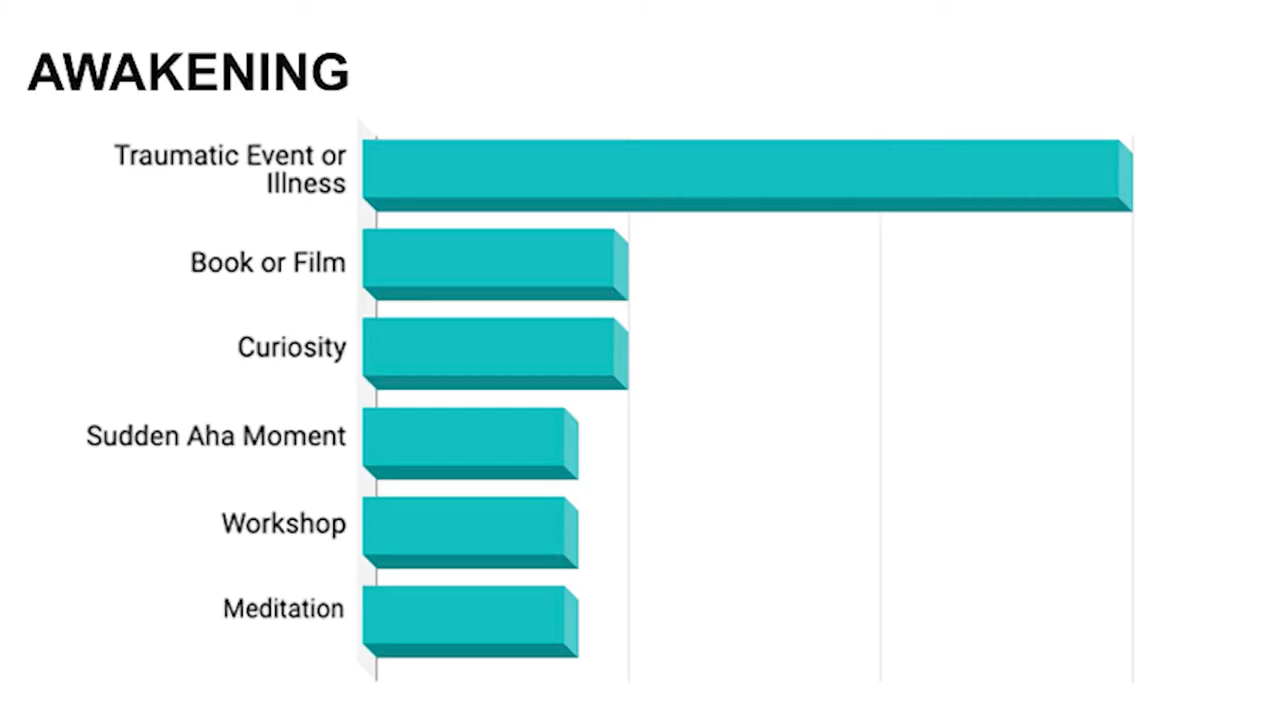 AWAKENING
Traumatic Event or
Illness
Book or Film
Curiosity
Sudden Aha Moment
Workshop
Meditation